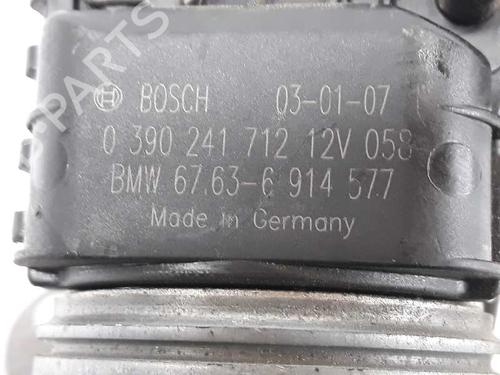 BOSCH 03-01-07
0 390 241 712 12V 058
BMW 67.63-6 914 577
Made in Germany